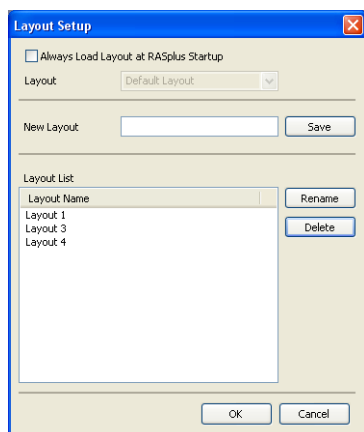 Layout Setup
Always Load Layout at RASplus Startup
Layout
Default Layout
New Layout
Save
Layout List
Layout Name
Rename
Layout 1
Delete
Layout 3
Layout 4
OK
Cancel